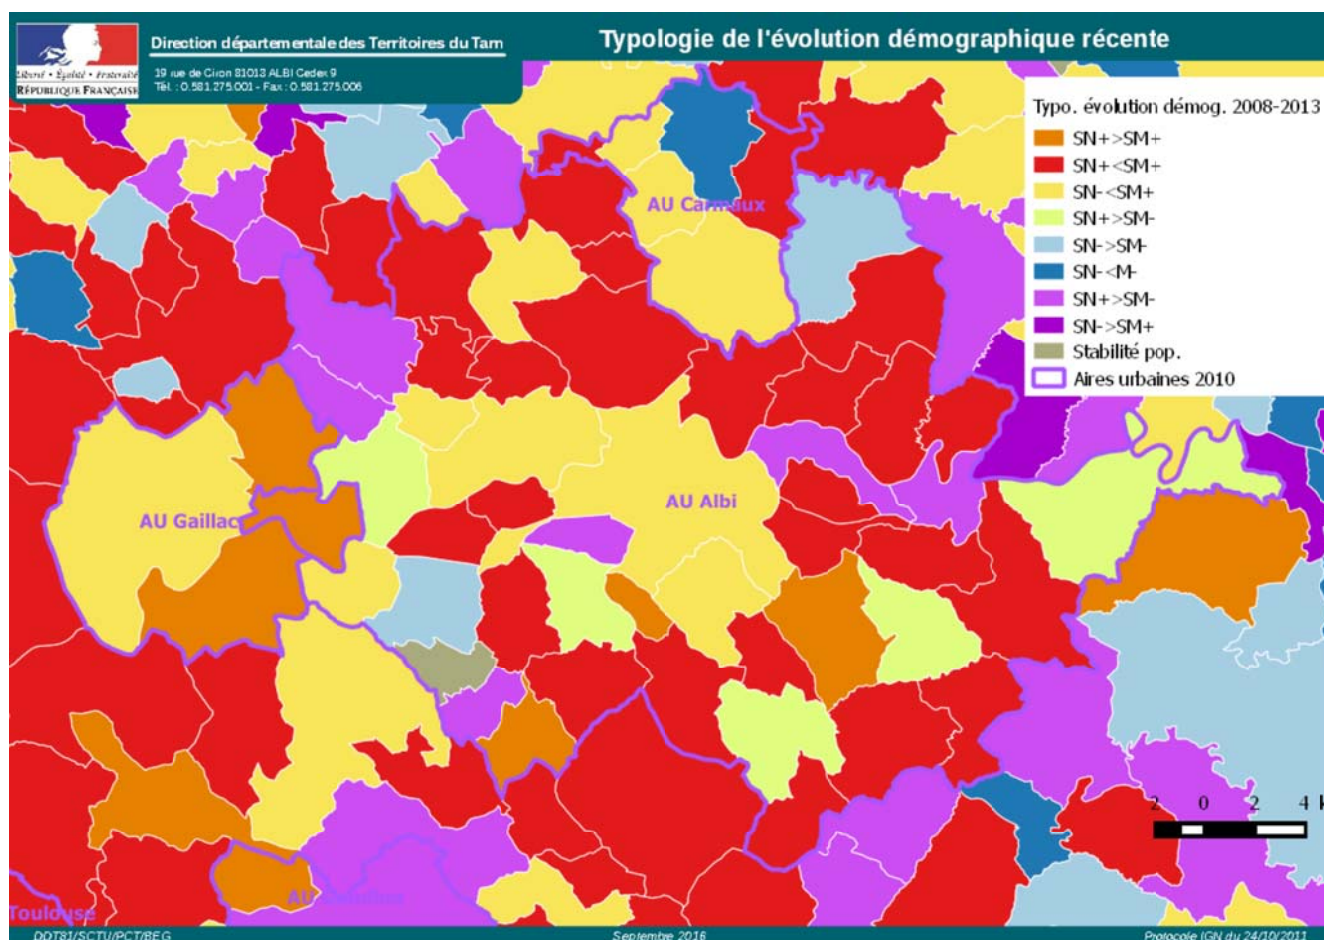 Direction départementale des Territoires du Tarn
19 rue de Ciron 81013 ALBI Cedex 9
Tél. : 0.581.275.001 - Fax : 0.581.275.006
Liberté • Égalité • Fraternité
RÉPUBLIQUE FRANÇAISE
Typologie de l'évolution démographique récente
Typo. évolution démog. 2008-2013
SN+>SM+
SN+<SM+
SN-<SM+
SN+>SM-
SN->SM-
SN-<M-
SN+>SM-
SN->SM+
Stabilité pop.
Aires urbaines 2010
AU Carmaux
AU Gaillac
AU Albi
AU
Toulouse
2 0 2 4 k
DDT81/SCTU/PCT/BEG
Septembre 2016
Protocole IGN du 24/10/2011